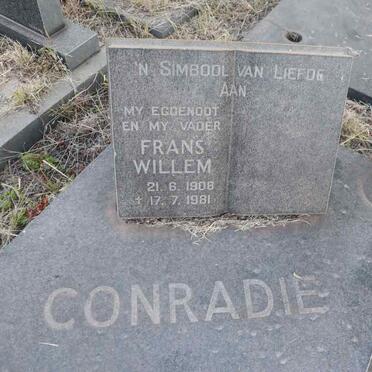 'N SIMBOOL VAN LIEFDE
AAN
MY EGGENOOT
EN MY VADER
FRANS
WILLEM
21. 6. 1908
† 17. 7. 1981
CONRADIE